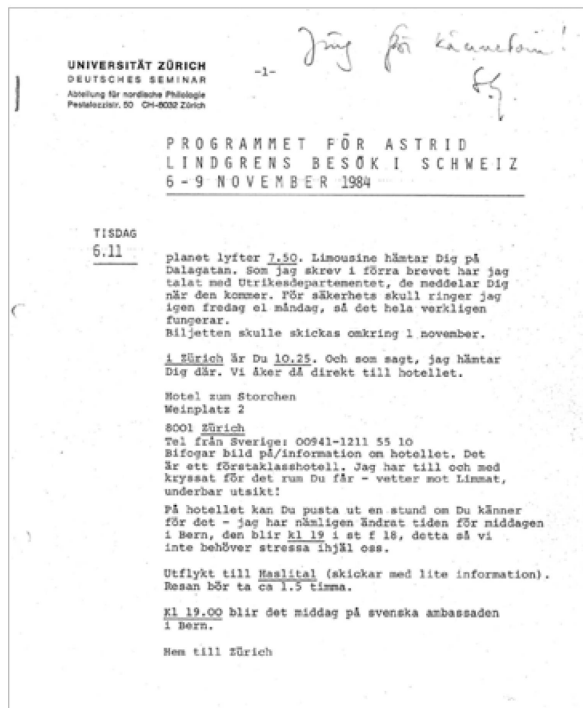 Jüg för kännedom!
UNIVERSITÄT ZÜRICH
DEUTSCHES SEMINAR
Abteilung für nordische Philologie
Pestalozzistr. 50 CH-8032 Zürich
-1-
PROGRAMMET FÖR ASTRID
LINDGRENS BESÖK I SCHWEIZ
6-9 NOVEMBER 1984
TISDAG
6.11
planet lyfter 7.50. Limousine hämtar Dig på
Dalagatan. Som jag skrev i förra brevet har jag
talat med Utrikesdepartementet, de meddelar Dig
när den kommer. För säkerhets skull ringer jag
igen fredag el måndag, så det hela verkligen
fungerar.
Biljetten skulle skickas omkring 1 november.
i Zürich är Du 10.25. Och som sagt, jag hämtar
Dig där. Vi åker då direkt till hotellet.
Hotel zum Storchen
Weinplatz 2
8001 Zürich
Tel från Sverige: 00941-1211 55 10
Bifogar bild på/information om hotellet. Det
är ett förstaklasshotell. Jag har till och med
kryssat för det rum Du får - vetter mot Limmat,
underbar utsikt!
På hotellet kan Du pusta ut en stund om Du känner
för det - jag har nämligen ändrat tiden för middagen
i Bern, den blir kl 19 i st f 18, detta så vi
inte behöver stressa ihjäl oss.
Utflykt till Haslital (skickar med lite information).
Resan bör ta ca 1.5 timma.
Kl 19.00 blir det middag på svenska ambassaden
i Bern.
Hem till Zürich